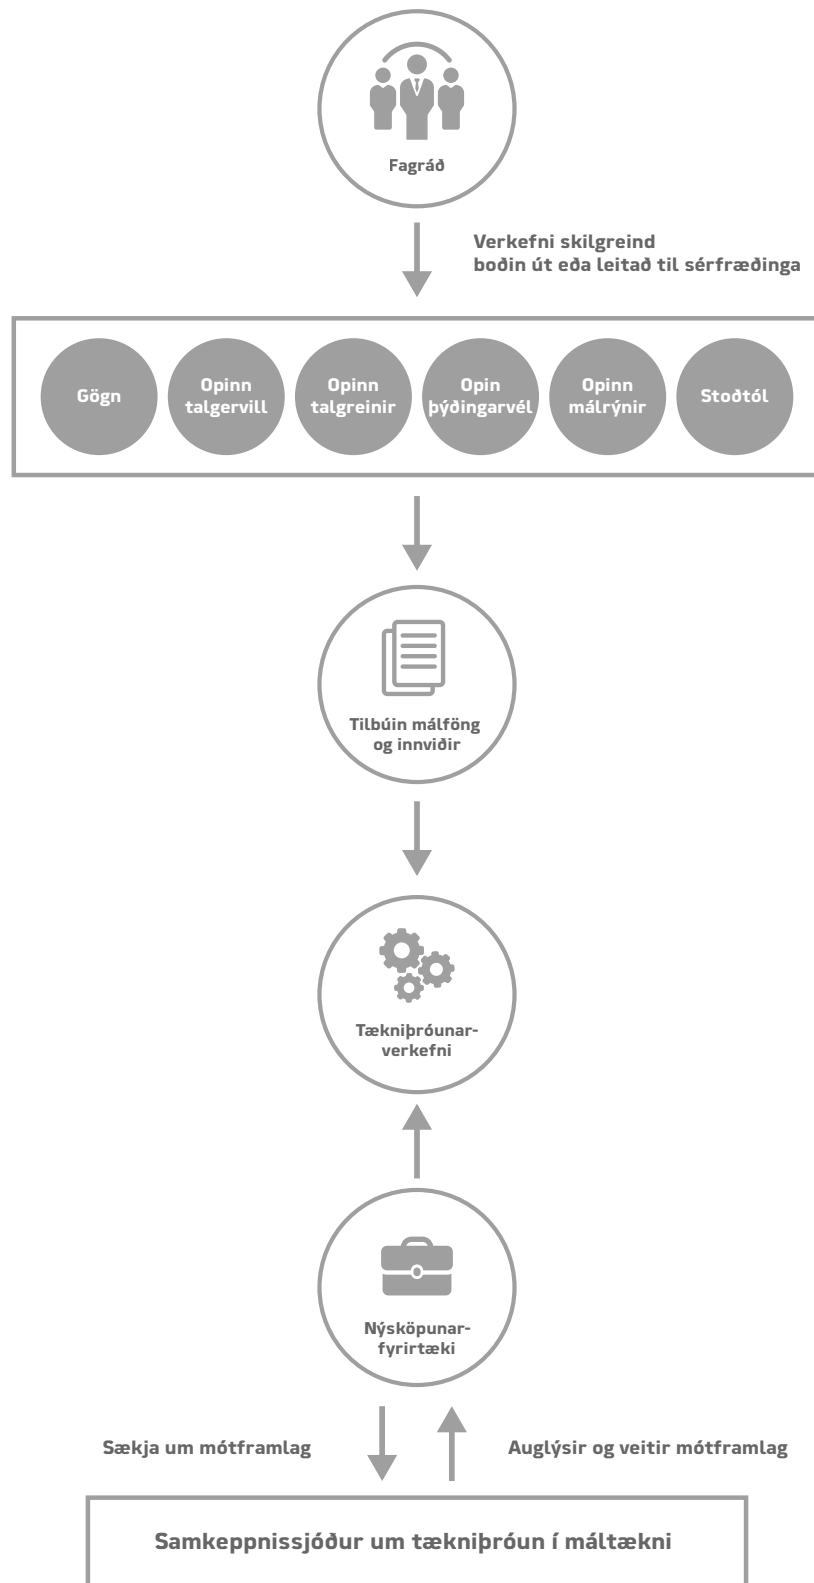 Fagráð
Verkefni skilgreind
boðin út eða leitað til sérfræðinga
Gögn
Opinn
talgervill
Opinn
talgreinir
Opin
þýðingarvél
Opinn
málrýnir
Stoðtól
Tilbúin málföng
og innviðir
Tækniþróunar-
verkefni
Nýsköpunar-
fyrirtæki
Sækja um mótframlag
Auglýsir og veitir mótframlag
Samkeppnissjóður um tækniþróun í máltækni